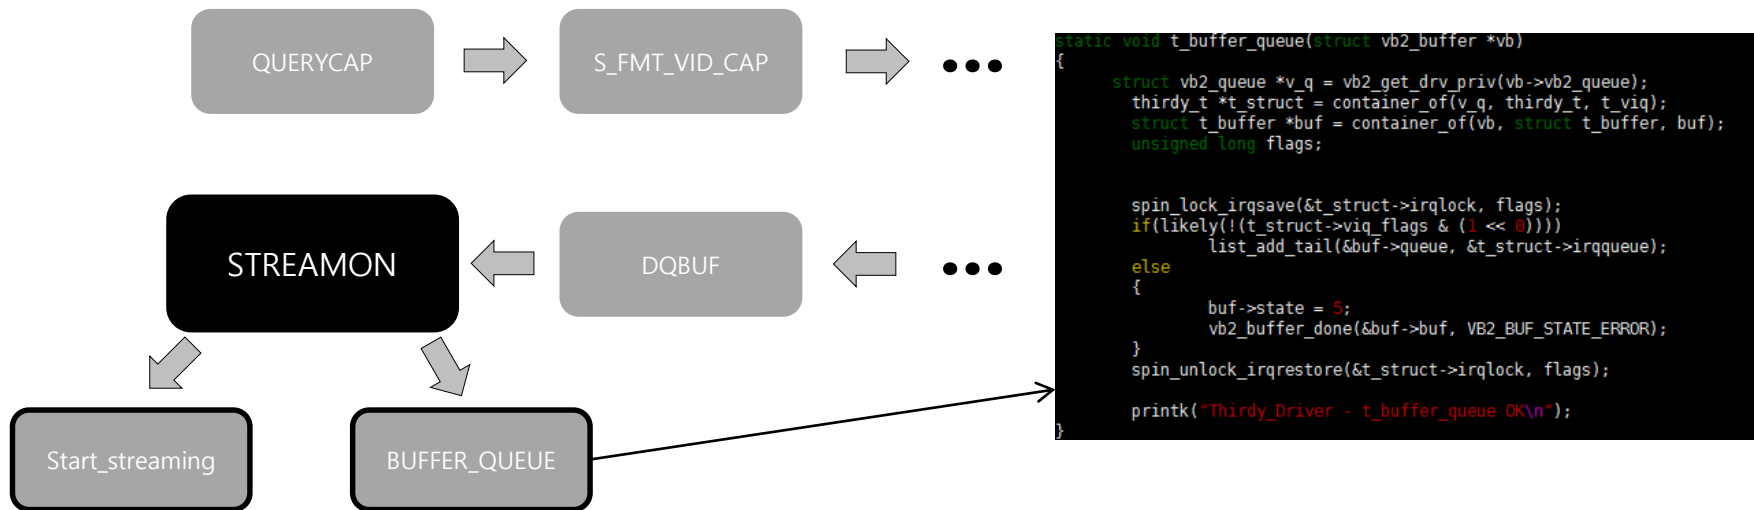 QUERYCAP
S_FMT_VID_CAP
...
STREAMON
DQBUF
...
Start_streaming
BUFFER_QUEUE
static void t_buffer_queue(struct vb2_buffer *vb)
{
struct vb2_queue *v_q = vb2_get_drv_priv(vb->vb2_queue);
thirdy_t *t_struct = container_of(v_q, thirdy_t, t_viq);
struct t_buffer *buf = container_of(vb, struct t_buffer, buf);
unsigned long flags;
spin_lock_irqsave(&t_struct->irqlock, flags);
if(likely(!(t_struct->viq_flags & (1 << 0))))
list_add_tail(&buf->queue, &t_struct->irqqueue);
else
{
buf->state = 5;
vb2_buffer_done(&buf->buf, VB2_BUF_STATE_ERROR);
}
spin_unlock_irqrestore(&t_struct->irqlock, flags);
printk("Thirdy_Driver - t_buffer_queue OK\n");
}